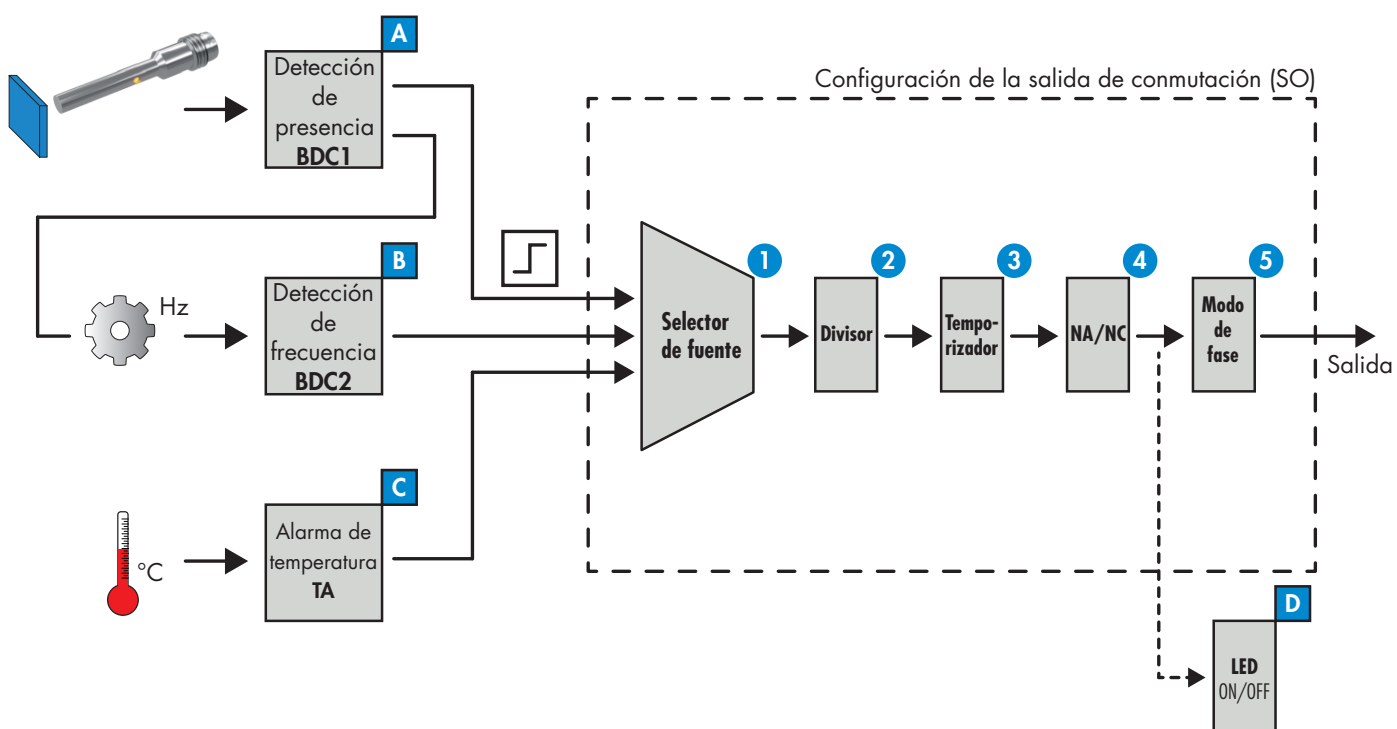 Configuración de la salida de conmutación (SO)
A
Detección
de
presencia
BDC1
B
Hz
Detección
de
frecuencia
BDC2
C
°C
Alarma de
temperatura
TA
1
Selector
de fuente
2
Divisor
3
Tempo-
rizador
4
NA/NC
5
Modo
de
fase
Salida
D
LED
ON/OFF